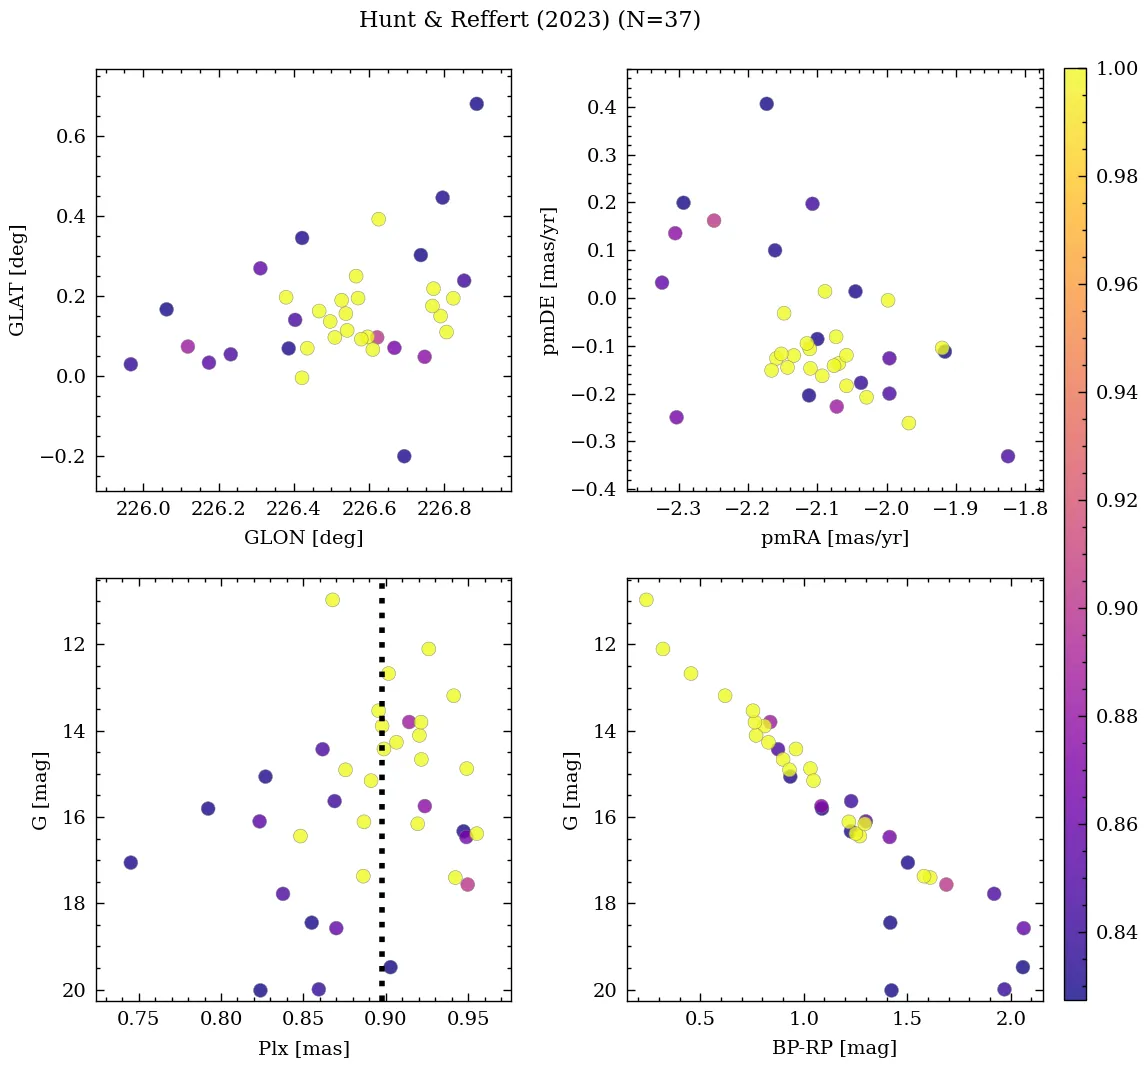 Hunt & Reffert (2023) (N=37)
0.6
0.4
0.2
0.0
−0.2
GLAT [deg]
226.0 226.2 226.4 226.6 226.8
GLON [deg]
0.4
0.3
0.2
0.1
0.0
−0.1
−0.2
−0.3
−0.4
pmDE [mas/yr]
−2.3 −2.2 −2.1 −2.0 −1.9 −1.8
pmRA [mas/yr]
12
14
16
18
20
G [mag]
0.75 0.80 0.85 0.90 0.95
Plx [mas]
12
14
16
18
20
G [mag]
0.5 1.0 1.5 2.0
BP-RP [mag]
1.00
0.98
0.96
0.94
0.92
0.90
0.88
0.86
0.84